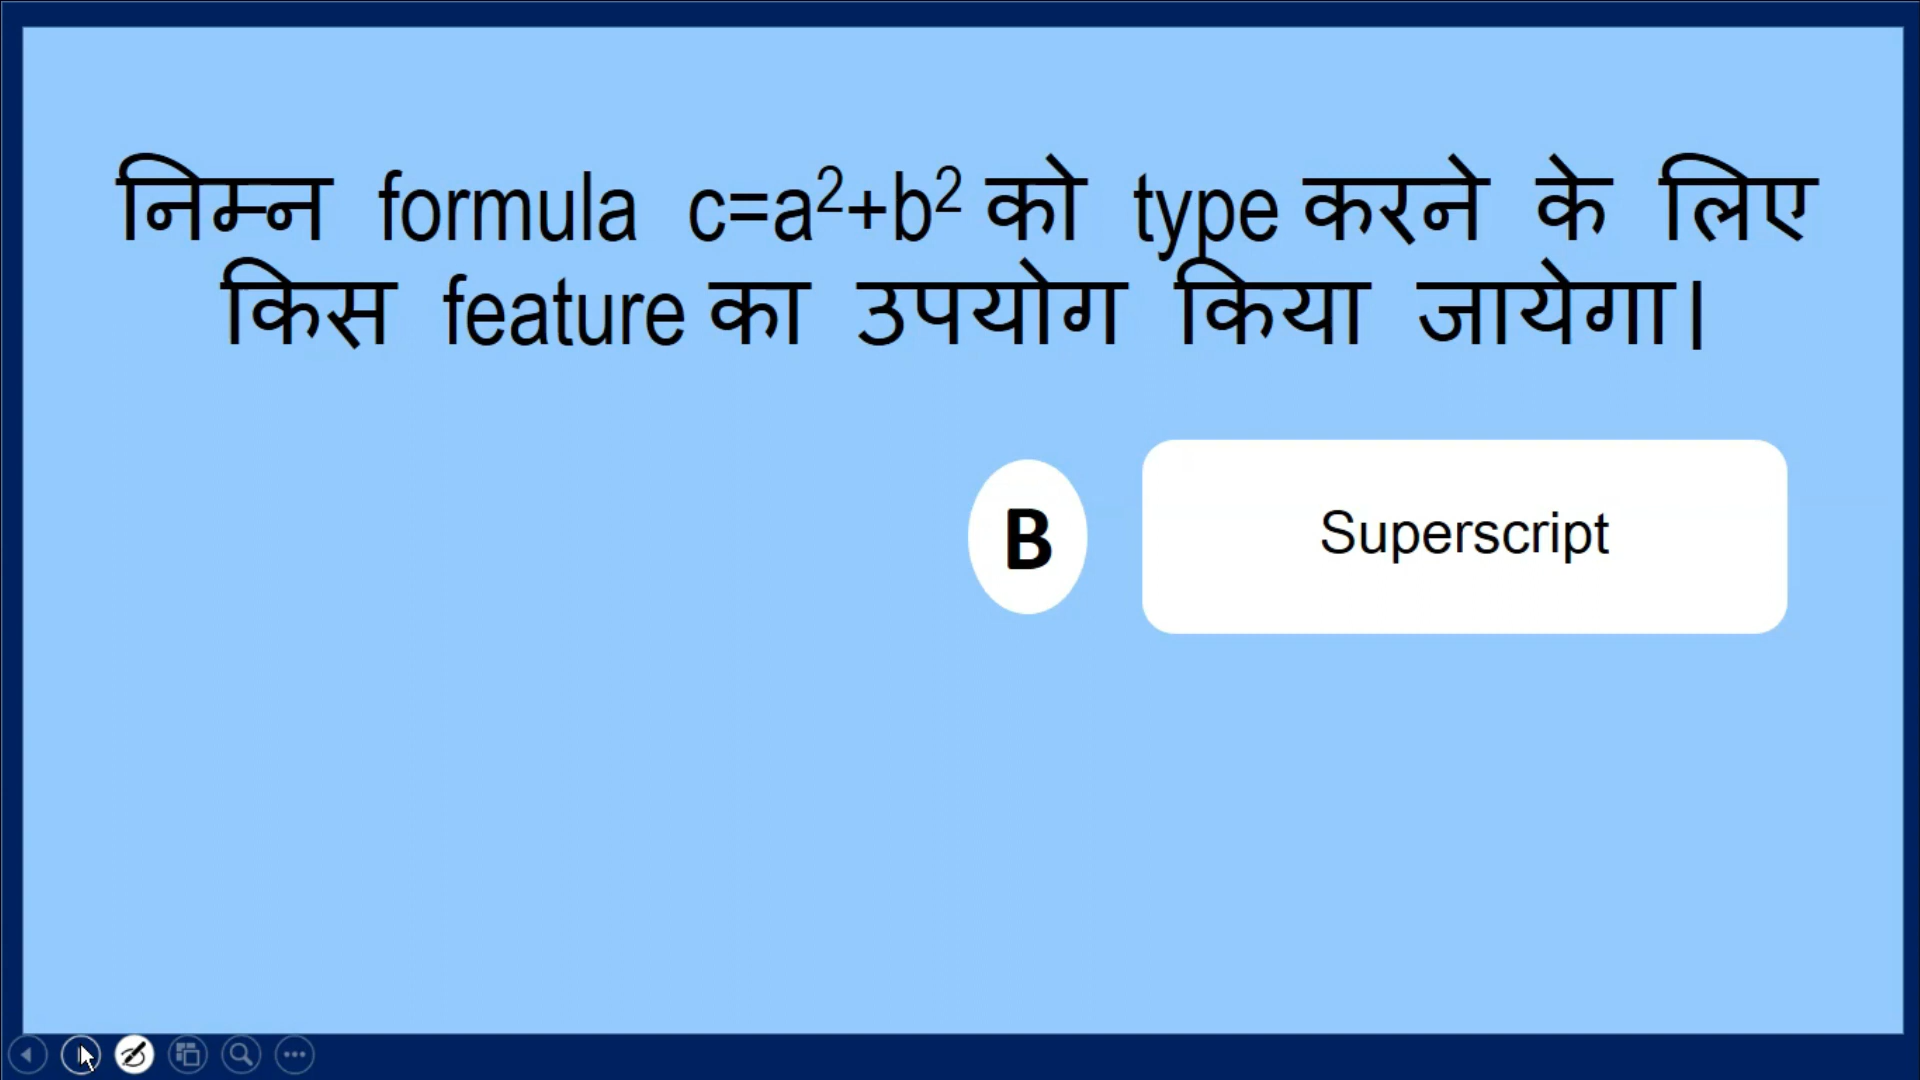 निम्न formula c=a²+b² को type करने के लिए
किस feature का उपयोग किया जायेगा।
B
Superscript